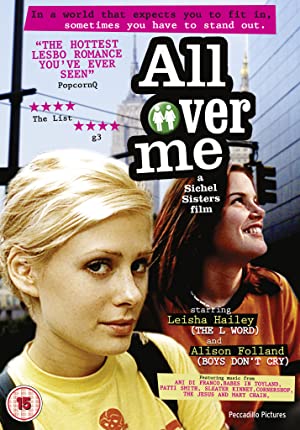 In a world that expects you to fit in,
sometimes you have to stand out.
"THE HOTTEST
LESBO ROMANCE
YOU'VE EVER
SEEN"
PopcornQ
★★★★
The List
★★★★
g3
All
over
me
a
Sichel
Sisters
film
starring
Leisha Hailey
(THE L WORD)
and
Alison Folland
(BOYS DON'T CRY)
Featuring music from
ANI DI FRANCO, BABES IN TOYLAND,
PATTI SMITH, SLEATER KINNEY, CORNERSHOP,
THE JESUS AND MARY CHAIN,
15
Peccadillo Pictures